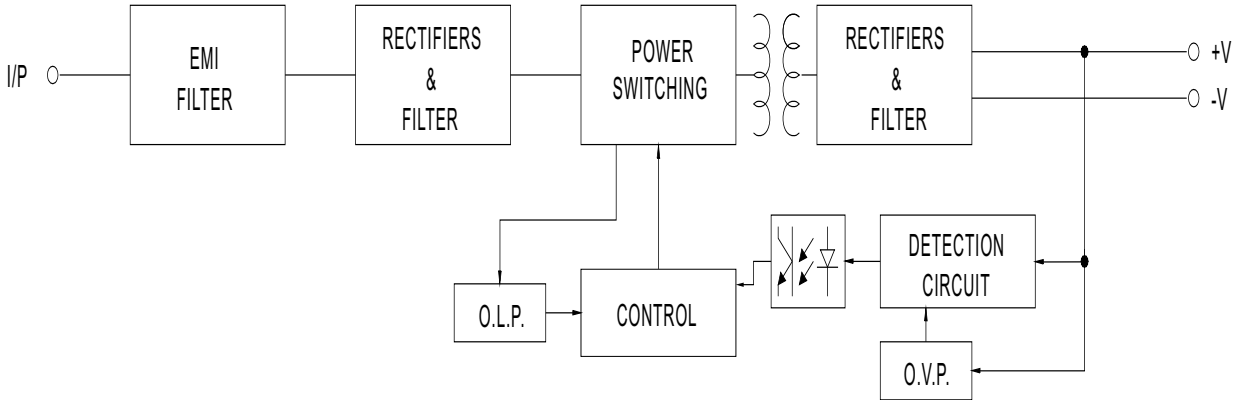 I/P
EMI
FILTER
RECTIFIERS
&
FILTER
POWER
SWITCHING
RECTIFIERS
&
FILTER
+V
-V
O.L.P.
CONTROL
DETECTION
CIRCUIT
O.V.P.